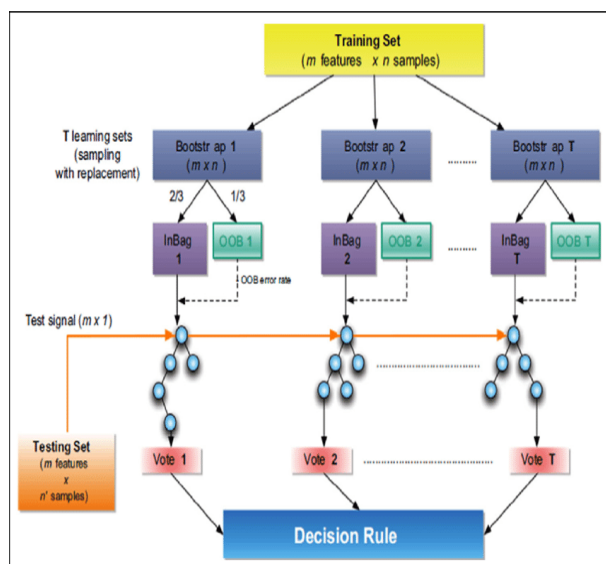 Training Set
(m features x n samples)
T learning sets
(sampling
with replacement)
Bootstr ap 1
(m x n )
Bootstr ap 2
(m x n )
..........
Bootstr ap T
(m x n )
2/3
1/3
InBag
1
OOB 1
InBag
2
OOB 2
..........
InBag
T
OOB T
OOB error rate
Test signal (m x 1)
Testing Set
(m features
x
n' samples)
Vote 1
Vote 2
Vote T
Decision Rule